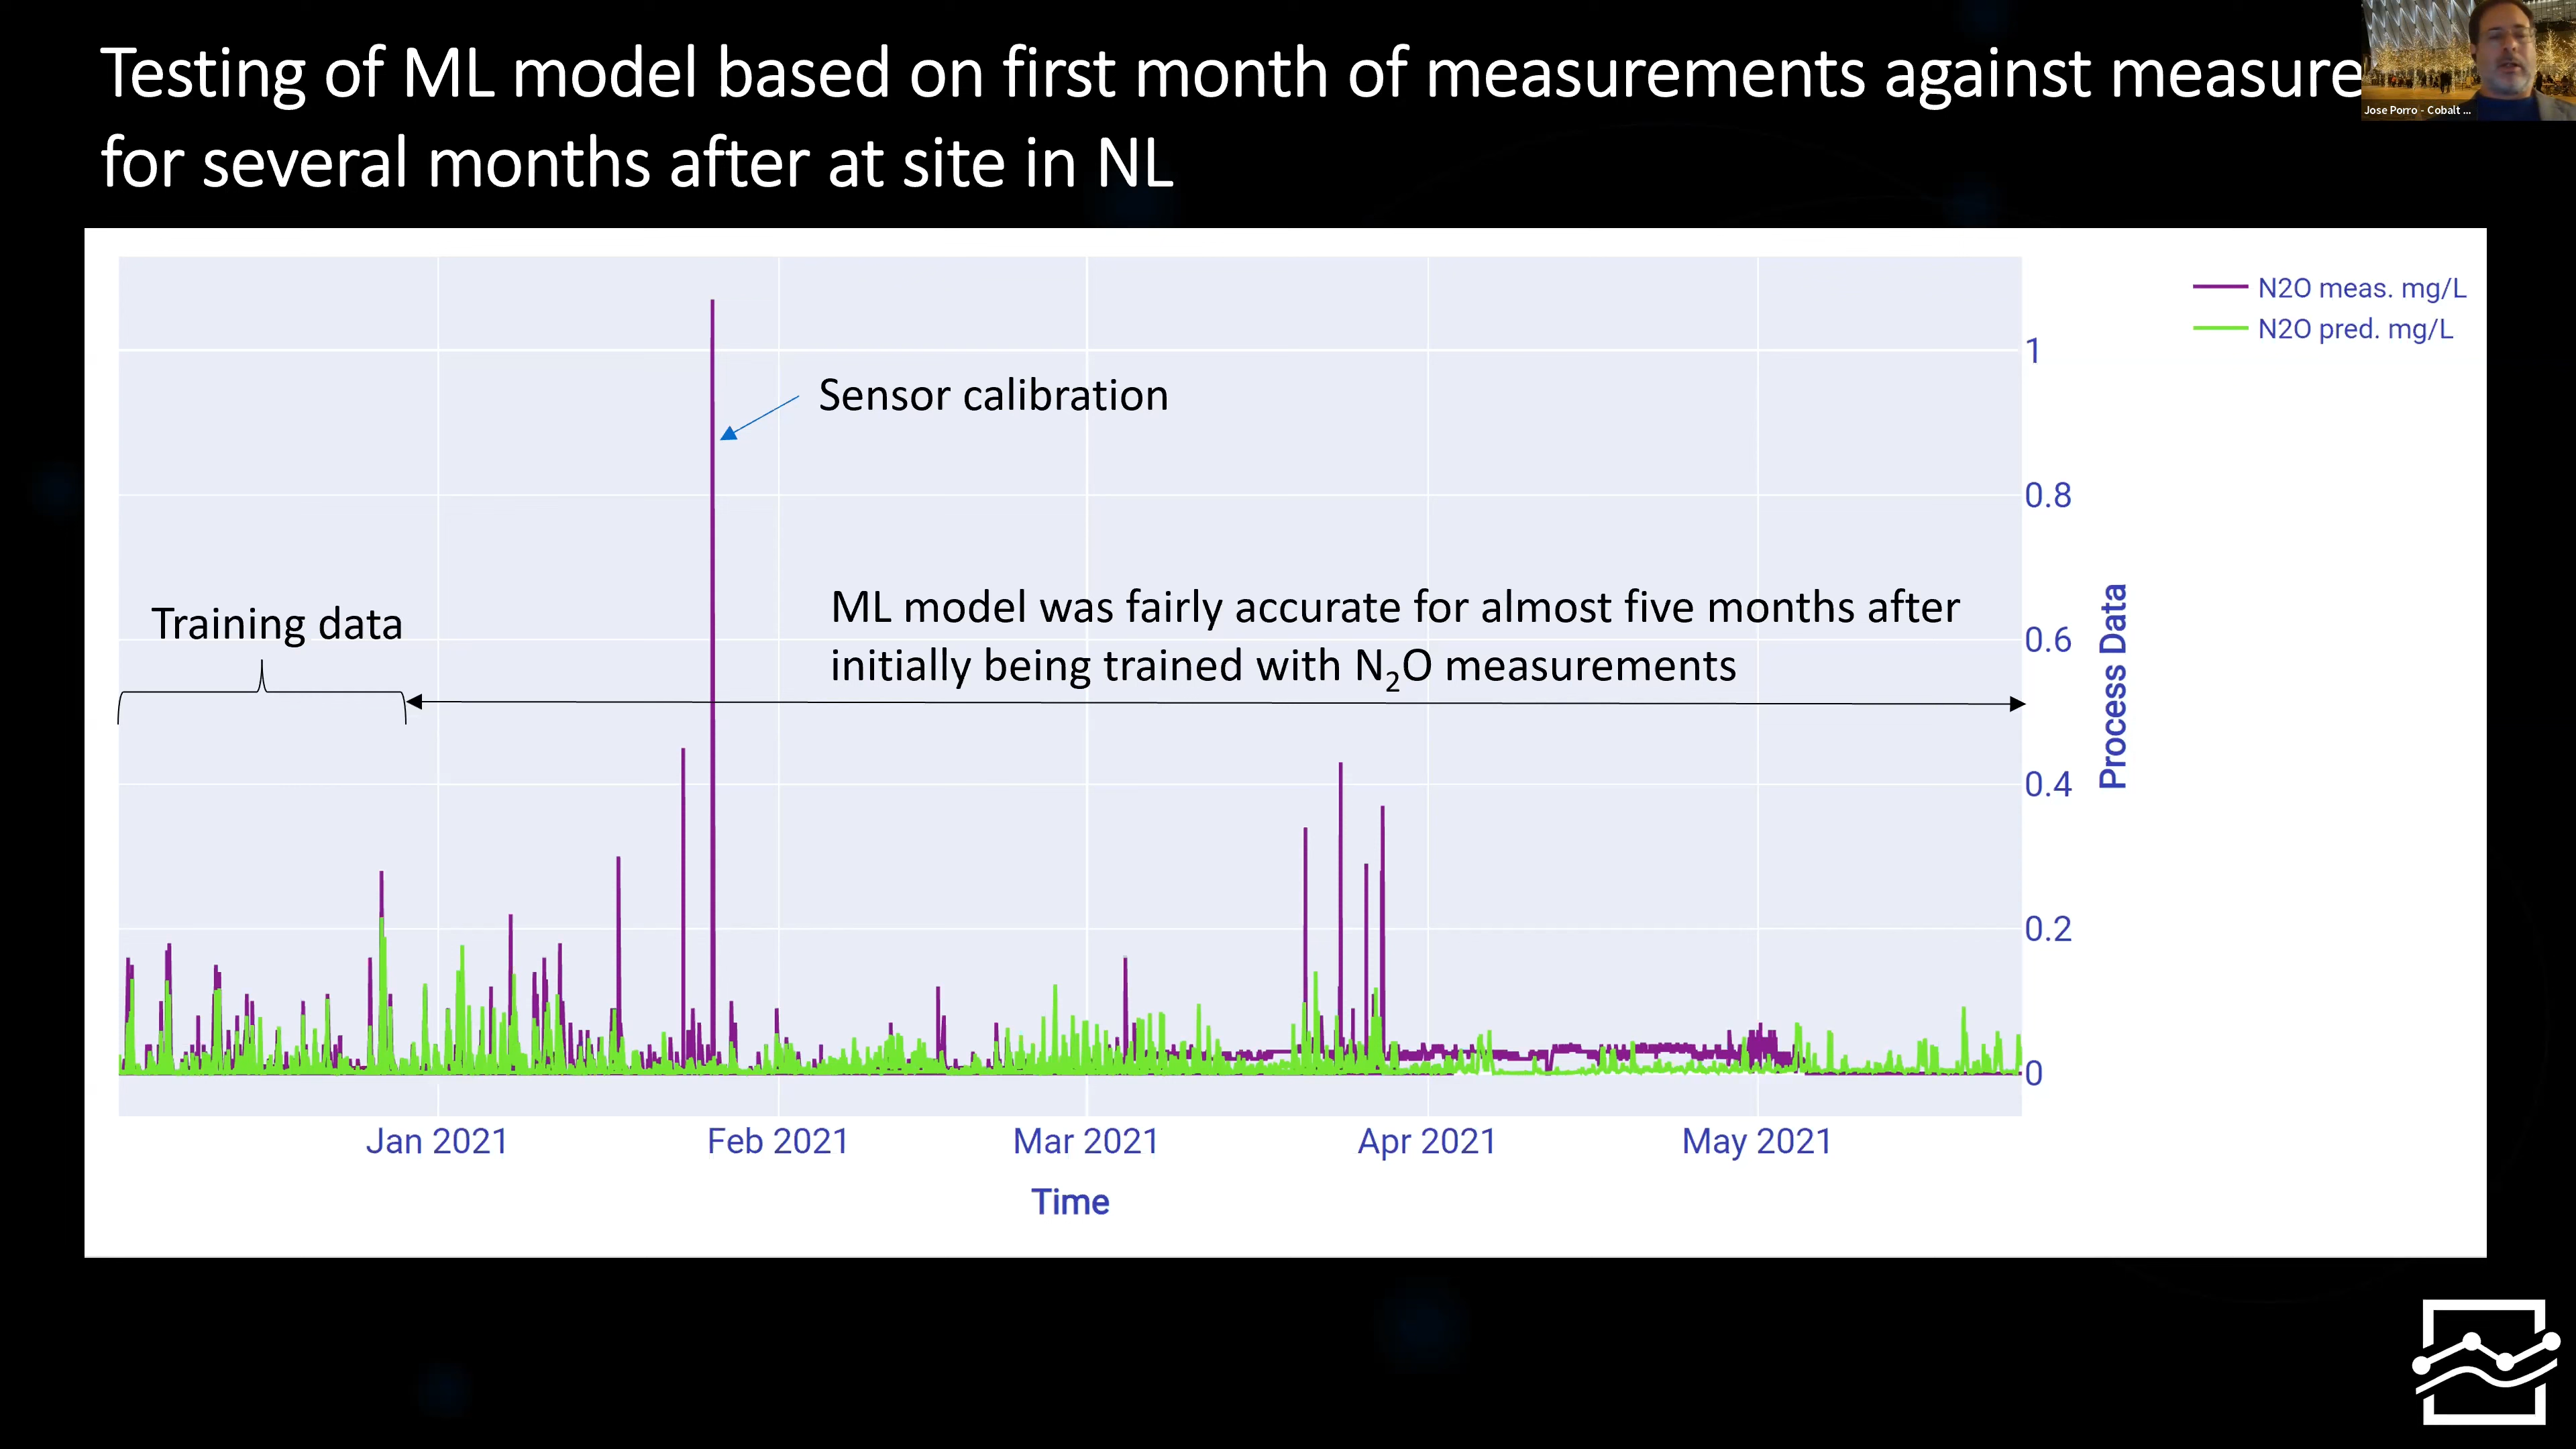 Testing of ML model based on first month of measurements against measure
for several months after at site in NL
Jose Porro - Cobalt ...
N2O meas. mg/L
N2O pred. mg/L
1
Sensor calibration
0.8
ML model was fairly accurate for almost five months after
initially being trained with N₂O measurements
Training data
0.6
Process Data
0.4
0.2
0
Jan 2021
Feb 2021
Mar 2021
Apr 2021
May 2021
Time